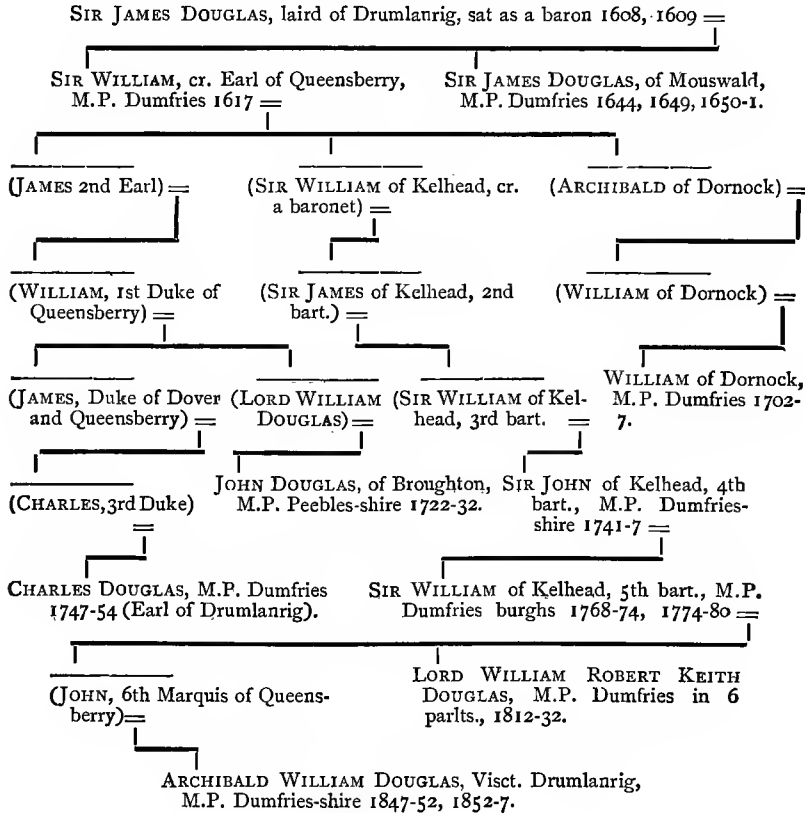 SIR JAMES DOUGLAS, laird of Drumlanrig, sat as a baron 1608, 1609 =
SIR WILLIAM, cr. Earl of Queensberry,
M.P. Dumfries 1617 =
SIR JAMES DOUGLAS, of Mouswald,
M.P. Dumfries 1644, 1649, 1650-1.
(JAMES 2nd Earl) =
(SIR WILLIAM of Kelhead, cr.
a baronet) =
(ARCHIBALD of Dornock) =
(WILLIAM, 1st Duke of
Queensberry) =
(SIR JAMES of Kelhead, 2nd
bart.) =
(WILLIAM of Dornock) =
(JAMES, Duke of Dover
and Queensberry) =
(LORD WILLIAM
DOUGLAS) =
(SIR WILLIAM of Kel-
head, 3rd bart. =
WILLIAM of Dornock,
M.P. Dumfries 1702-
7.
(CHARLES, 3rd Duke)
=
JOHN DOUGLAS, of Broughton,
M.P. Peebles-shire 1722-32.
SIR JOHN of Kelhead, 4th
bart., M.P. Dumfries-
shire 1741-7 =
CHARLES DOUGLAS, M.P. Dumfries
1747-54 (Earl of Drumlanrig).
SIR WILLIAM of Kelhead, 5th bart., M.P.
Dumfries burghs 1768-74, 1774-80 =
(JOHN, 6th Marquis of Queens-
berry) =
LORD WILLIAM ROBERT KEITH
DOUGLAS, M.P. Dumfries in 6
parlts., 1812-32.
ARCHIBALD WILLIAM DOUGLAS, Visct. Drumlanrig,
M.P. Dumfries-shire 1847-52, 1852-7.